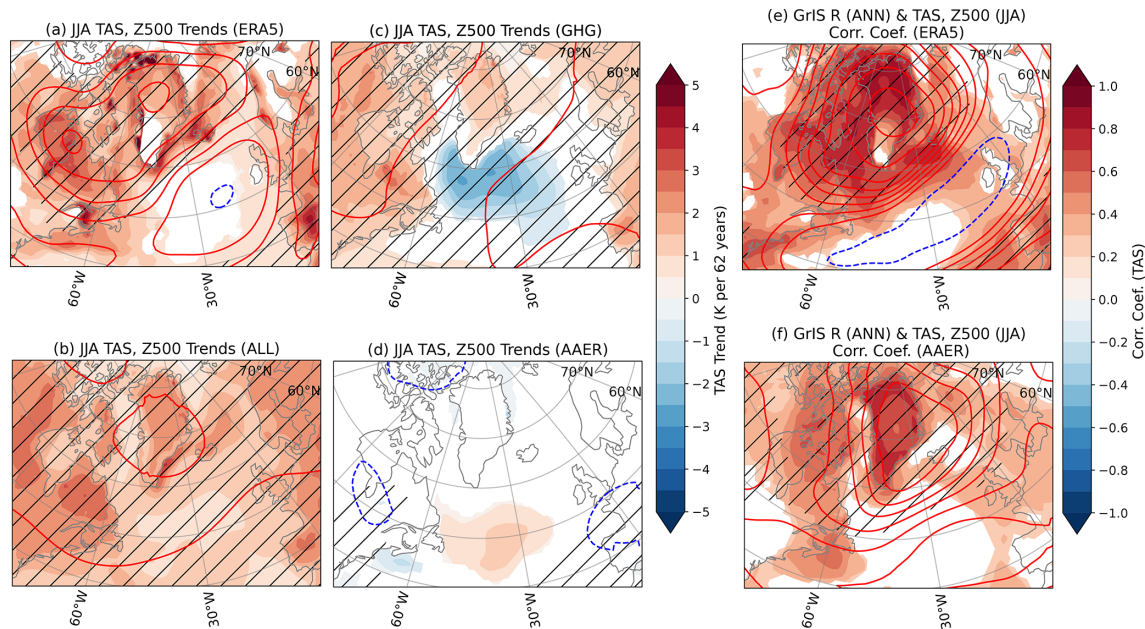 (a) JJA TAS, Z500 Trends (ERA5)
70°N
60°N
60°W
30°W
(c) JJA TAS, Z500 Trends (GHG)
70°N
60°N
60°W
30°W
5
4
3
2
1
0
−1
−2
−3
−4
−5
TAS Trend (K per 62 years)
(e) GrIS R (ANN) & TAS, Z500 (JJA)
Corr. Coef. (ERA5)
70°N
60°N
60°W
30°W
1.0
0.8
0.6
0.4
0.2
0.0
−0.2
−0.4
−0.6
−0.8
−1.0
Corr. Coef. (TAS)
(b) JJA TAS, Z500 Trends (ALL)
70°N
60°N
60°W
30°W
(d) JJA TAS, Z500 Trends (AAER)
70°N
60°N
60°W
30°W
(f) GrIS R (ANN) & TAS, Z500 (JJA)
Corr. Coef. (AAER)
70°N
60°N
60°W
30°W